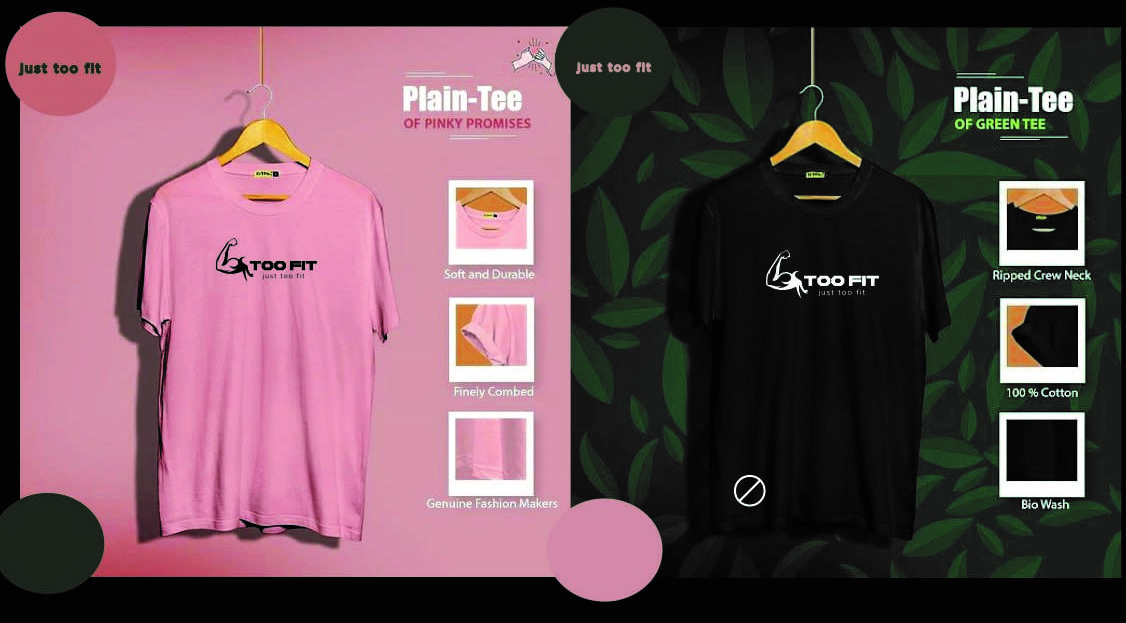 just too fit
Plain-Tee
OF PINKY PROMISES
TOO FIT
just too fit
Soft and Durable
Finely Combed
Genuine Fashion Makers
just too fit
Plain-Tee
OF GREEN TEE
TOO FIT
just too fit
Ripped Crew Neck
100 % Cotton
Bio Wash